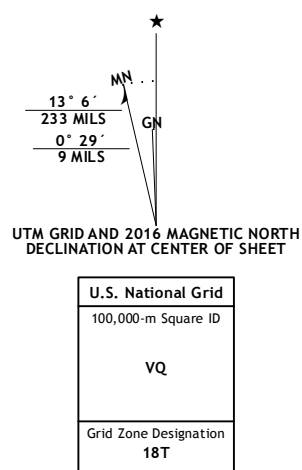 ★
MN
GN
13° 6´
233 MILS
0° 29´
9 MILS
UTM GRID AND 2016 MAGNETIC NORTH
DECLINATION AT CENTER OF SHEET
U.S. National Grid
100,000-m Square ID
VQ
Grid Zone Designation
18T